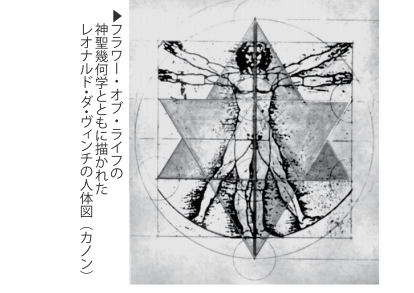 ▶フラワー・オブ・ライフの
神聖幾何学とともに描かれた
レオナルド・ダ・ヴィンチの人体図（カノン）